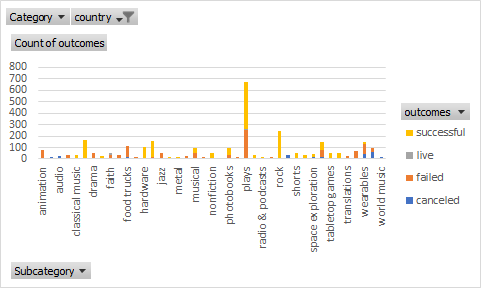 Category country
Count of outcomes
800
700
600
500
400
300
200
100
0
animation
audio
classical music
drama
faith
food trucks
hardware
jazz
metal
musical
nonfiction
photobooks
plays
radio & podcasts
rock
shorts
space exploration
tabletop games
translations
wearables
world music
outcomes
successful
live
failed
canceled
Subcategory